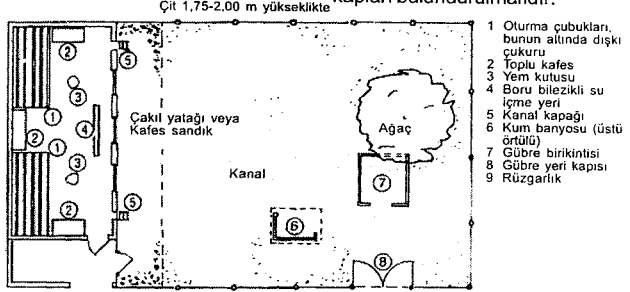 kapları bulundurulmalıdır.
Çit 1,75-2,00 m yükseklikte
2
5
3
1
4
2
1
3
2
5
Çakıl yatağı veya
Kafes sandık
Kanal
Ağaç
7
6
8
1 Oturma çubukları,
bunun altında dışkı
çukuru
2 Toplu kafes
3 Yem kutusu
4 Boru bilezikli su
içme yeri
5 Kanal kapağı
6 Kum banyosu (üstü
örtülü)
7 Gübre birikintisi
8 Gübre yeri kapısı
9 Rüzgarlık